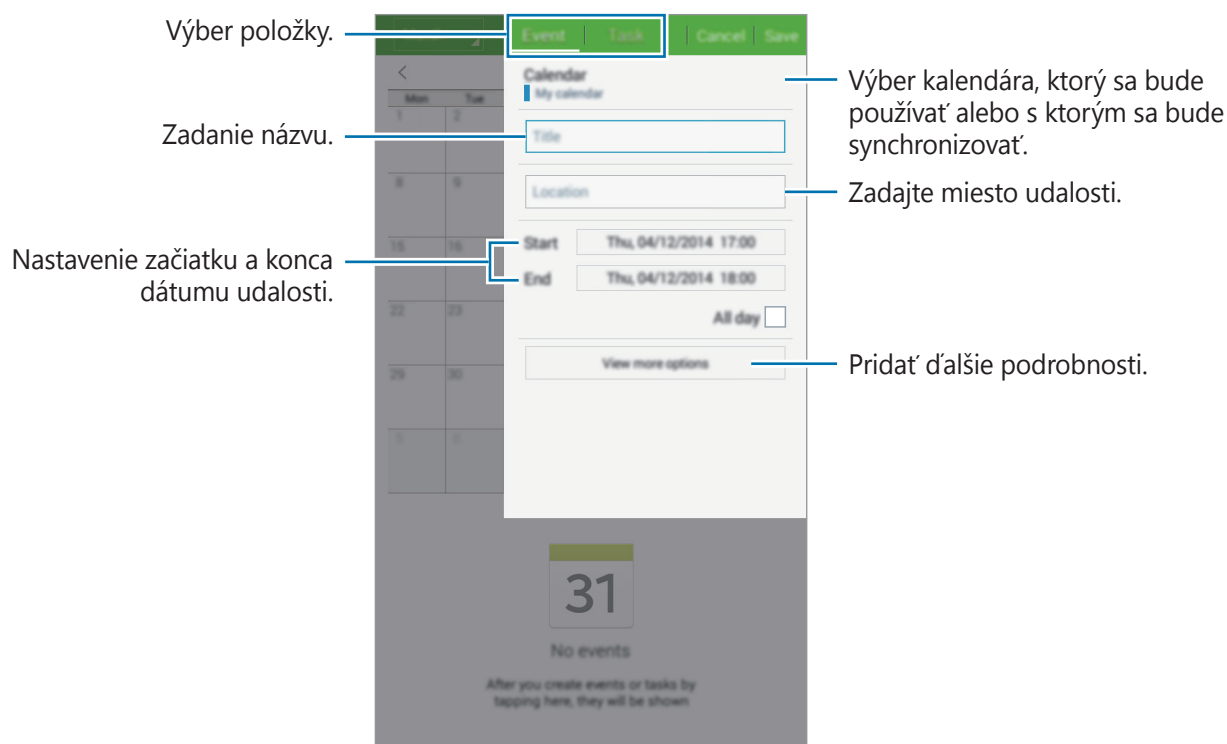 Výber položky.
Event Task Cancel Save
Calendar
My calendar
Výber kalendára, ktorý sa bude
používať alebo s ktorým sa bude
synchronizovať.
Mon Tue
1 2
Zadanie názvu.
Title
8 9
Location
Zadajte miesto udalosti.
15 16
Start Thu, 04/12/2014 17:00
Nastavenie začiatku a konca
dátumu udalosti.
End Thu, 04/12/2014 18:00
22 23
All day
View more options
Pridať ďalšie podrobnosti.
29 30
31
No events
After you create events or tasks by
tapping here, they will be shown